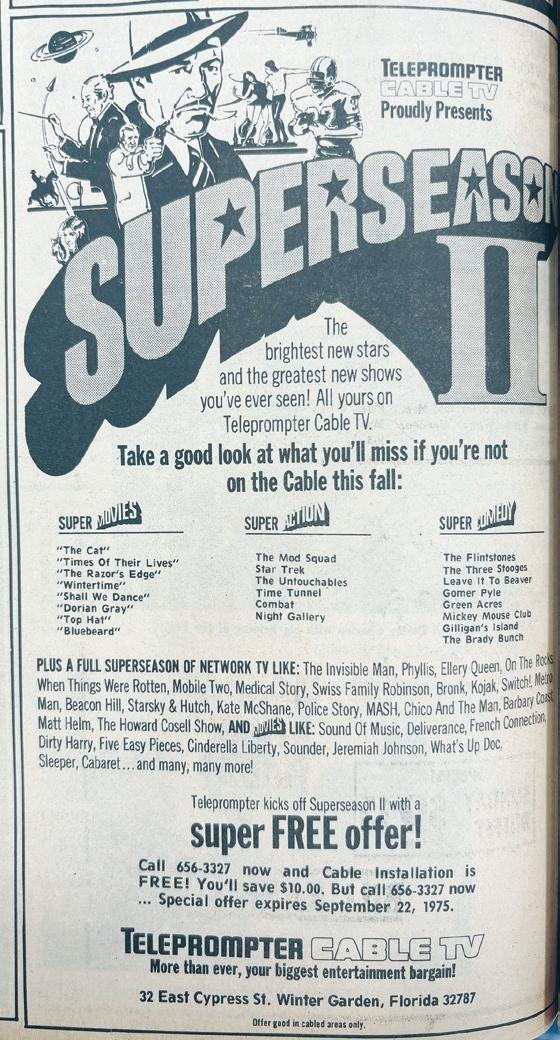 TELEPROMPTER
CABLE TV
Proudly Presents
SUPERSEASON
II
The
brightest new stars
and the greatest new shows
you've ever seen! All yours on
Teleprompter Cable TV.
Take a good look at what you'll miss if you're not
on the Cable this fall:
SUPER MOVIES
"The Cat"
"Times Of Their Lives"
"The Razor's Edge"
"Wintertime"
"Shall We Dance"
"Dorian Gray"
"Top Hat"
"Bluebeard"
SUPER ACTION
The Mod Squad
Star Trek
The Untouchables
Time Tunnel
Combat
Night Gallery
SUPER COMEDY
The Flintstones
The Three Stooges
Leave It To Beaver
Gomer Pyle
Green Acres
Mickey Mouse Club
Gilligan's Island
The Brady Bunch
PLUS A FULL SUPERSEASON OF NETWORK TV LIKE: The Invisible Man, Phyllis, Ellery Queen, On The Rocks,
When Things Were Rotten, Mobile Two, Medical Story, Swiss Family Robinson, Bronk, Kojak, Switch!, Metro
Man, Beacon Hill, Starsky & Hutch, Kate McShane, Police Story, MASH, Chico And The Man, Barbary Coast,
Matt Helm, The Howard Cosell Show, AND MOVIES LIKE: Sound Of Music, Deliverance, French Connection,
Dirty Harry, Five Easy Pieces, Cinderella Liberty, Sounder, Jeremiah Johnson, What's Up Doc,
Sleeper, Cabaret...and many, many more!
Teleprompter kicks off Superseason II with a
super FREE offer!
Call 656-3327 now and Cable Installation is
FREE! You'll save $10.00. But call 656-3327 now
... Special offer expires September 22, 1975.
TELEPROMPTER CABLE TV
More than ever, your biggest entertainment bargain!
32 East Cypress St. Winter Garden, Florida 32787
Offer good in cabled areas only.